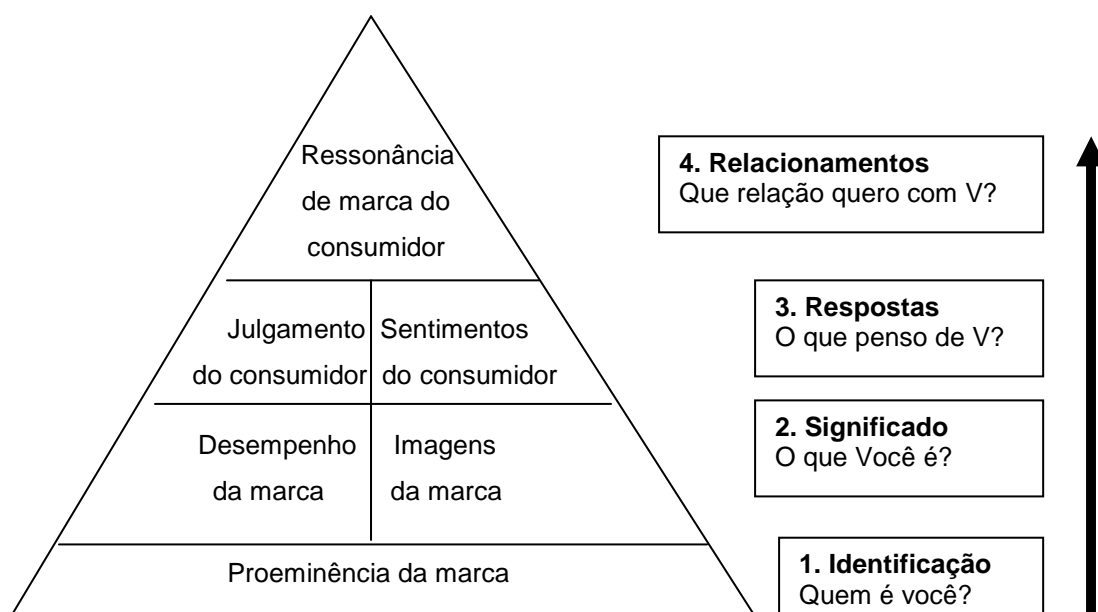 Ressonância
de marca do
consumidor
4. Relacionamentos
Que relação quero com V?
Julgamento
do consumidor
Sentimentos
do consumidor
3. Respostas
O que penso de V?
Desempenho
da marca
Imagens
da marca
2. Significado
O que Você é?
Proeminência da marca
1. Identificação
Quem é você?